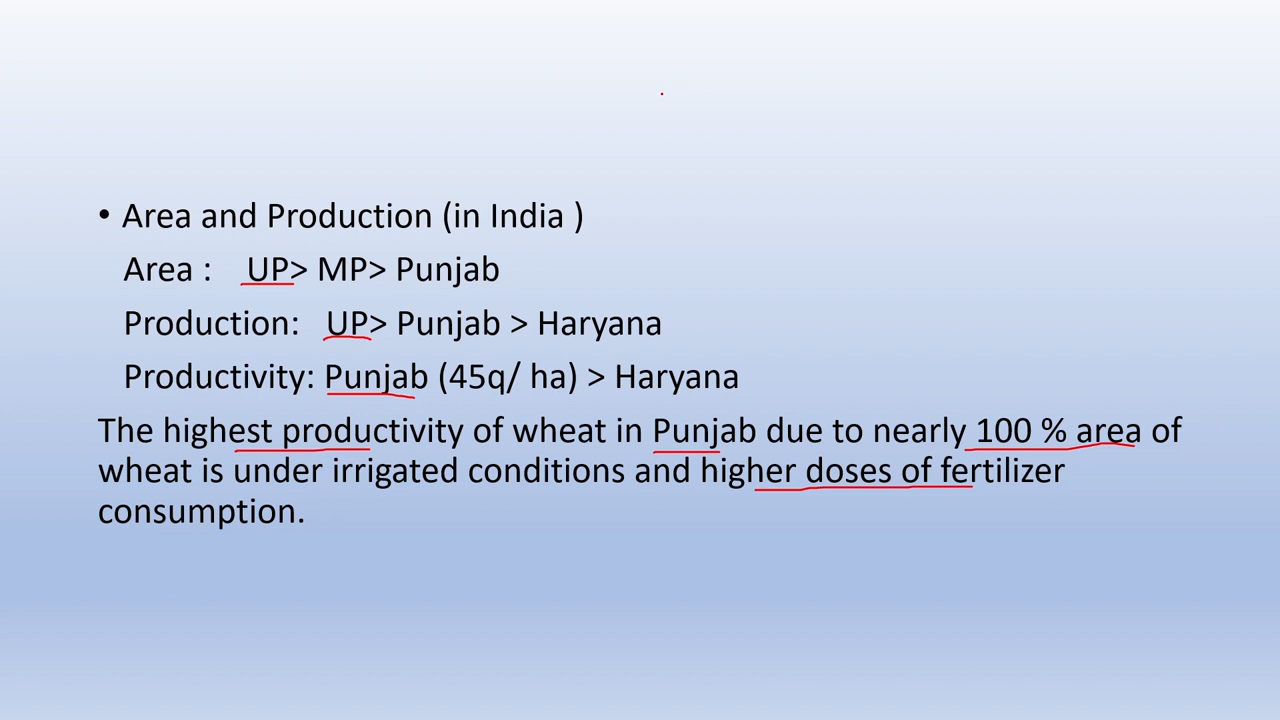 • Area and Production (in India )
Area : UP> MP> Punjab
Production: UP> Punjab > Haryana
Productivity: Punjab (45q/ ha) > Haryana
The highest productivity of wheat in Punjab due to nearly 100 % area of
wheat is under irrigated conditions and higher doses of fertilizer
consumption.